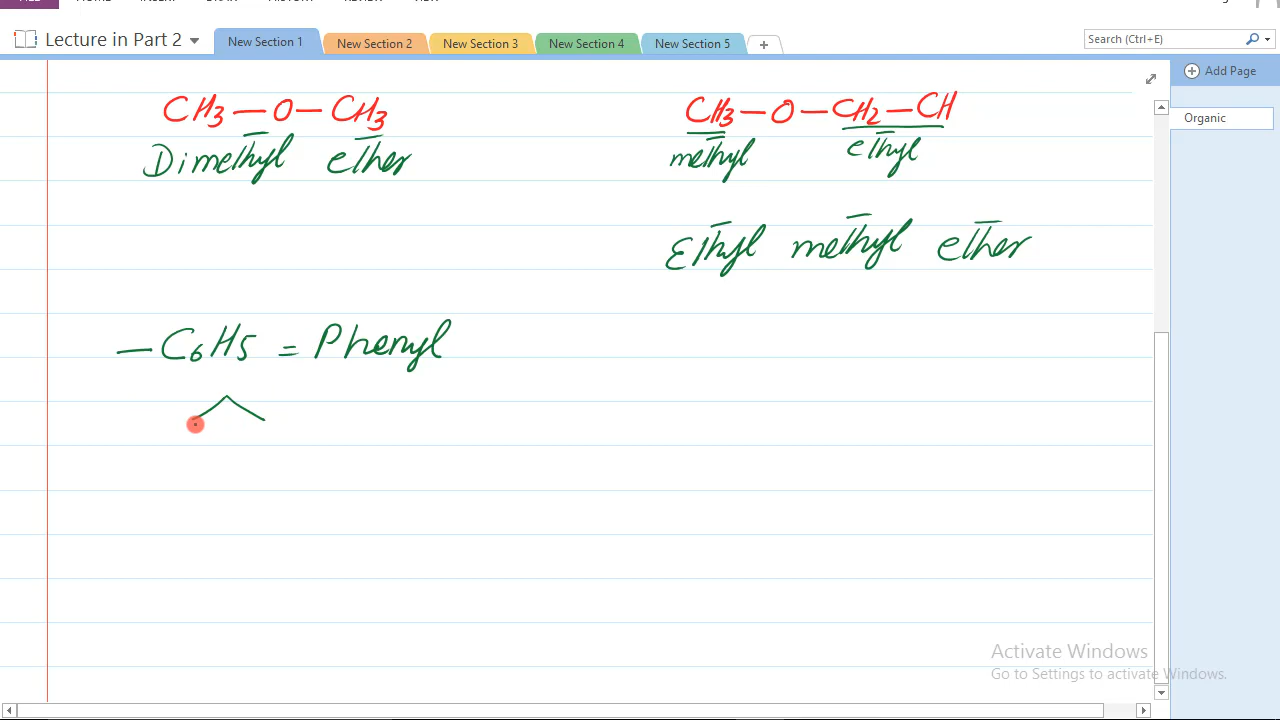 Lecture in Part 2
New Section 1
New Section 2
New Section 3
New Section 4
New Section 5
+
Search (Ctrl+E)
Add Page
Organic
CH3—O—CH3
Dimethyl ether
CH3—O—CH2—CH
methyl
ethyl
Ethyl methyl ether
—C6H5 = Phenyl
Activate Windows
Go to Settings to activate Windows.